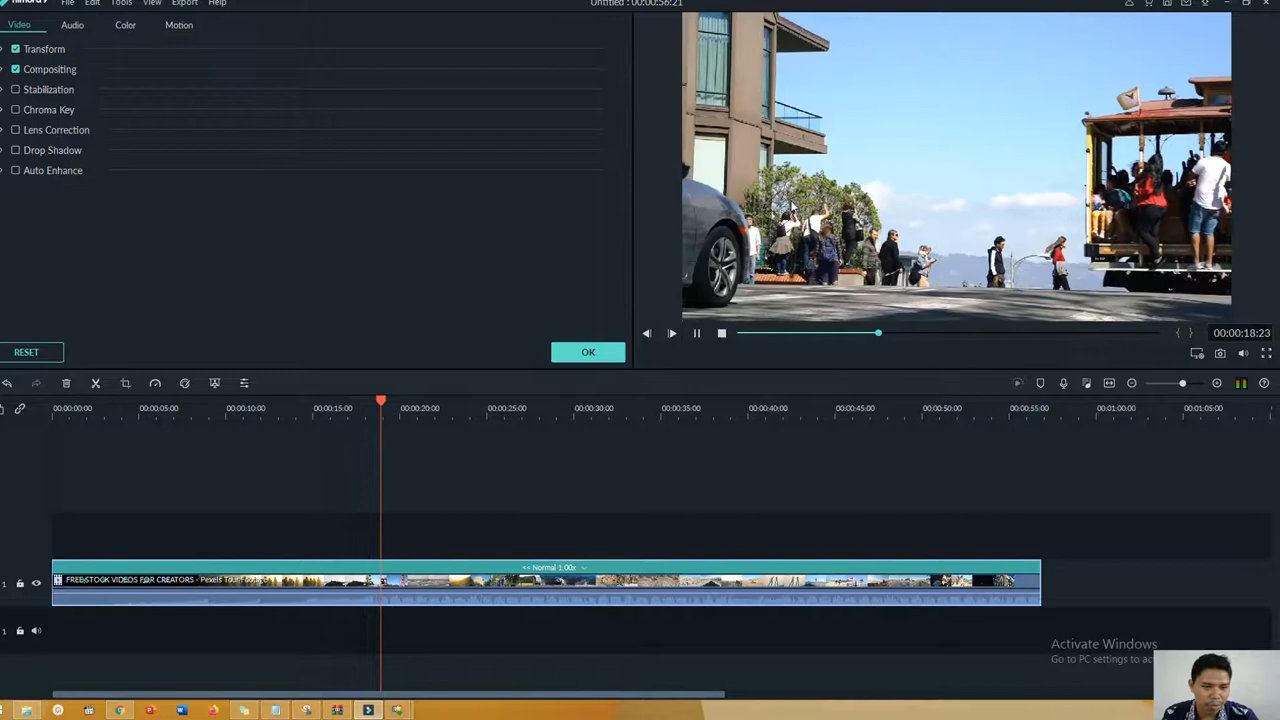 filmora9 File Edit Tools View Export Help Untitled : 00:00:56:21
Video Audio Color Motion
Transform
Compositing
Stabilization
Chroma Key
Lens Correction
Drop Shadow
Auto Enhance
RESET OK
00:00:18:23
00:00:00:00 00:00:05:00 00:00:10:00 00:00:15:00 00:00:20:00 00:00:25:00 00:00:30:00 00:00:35:00 00:00:40:00 00:00:45:00 00:00:50:00 00:00:55:00 00:01:00:00 00:01:05:00
<< Normal 1.00x
1 FREE STOCK VIDEOS FOR CREATORS - Pexels
1
Activate Windows
Go to PC settings to